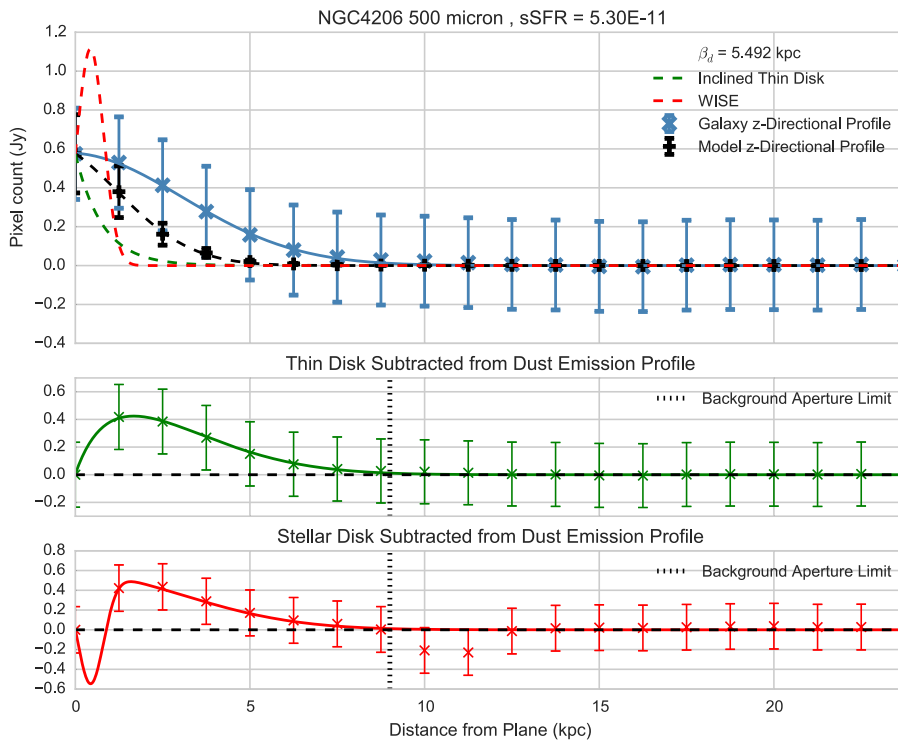 NGC4206 500 micron , sSFR = 5.30E-11
1.2
1.0
0.8
0.6
0.4
0.2
0.0
−0.2
−0.4
Pixel count (Jy)
β_d = 5.492 kpc
Inclined Thin Disk
WISE
Galaxy z-Directional Profile
Model z-Directional Profile
Thin Disk Subtracted from Dust Emission Profile
0.6
0.4
0.2
0.0
−0.2
Background Aperture Limit
Stellar Disk Subtracted from Dust Emission Profile
0.8
0.6
0.4
0.2
0.0
−0.2
−0.4
−0.6
Background Aperture Limit
0 5 10 15 20
Distance from Plane (kpc)